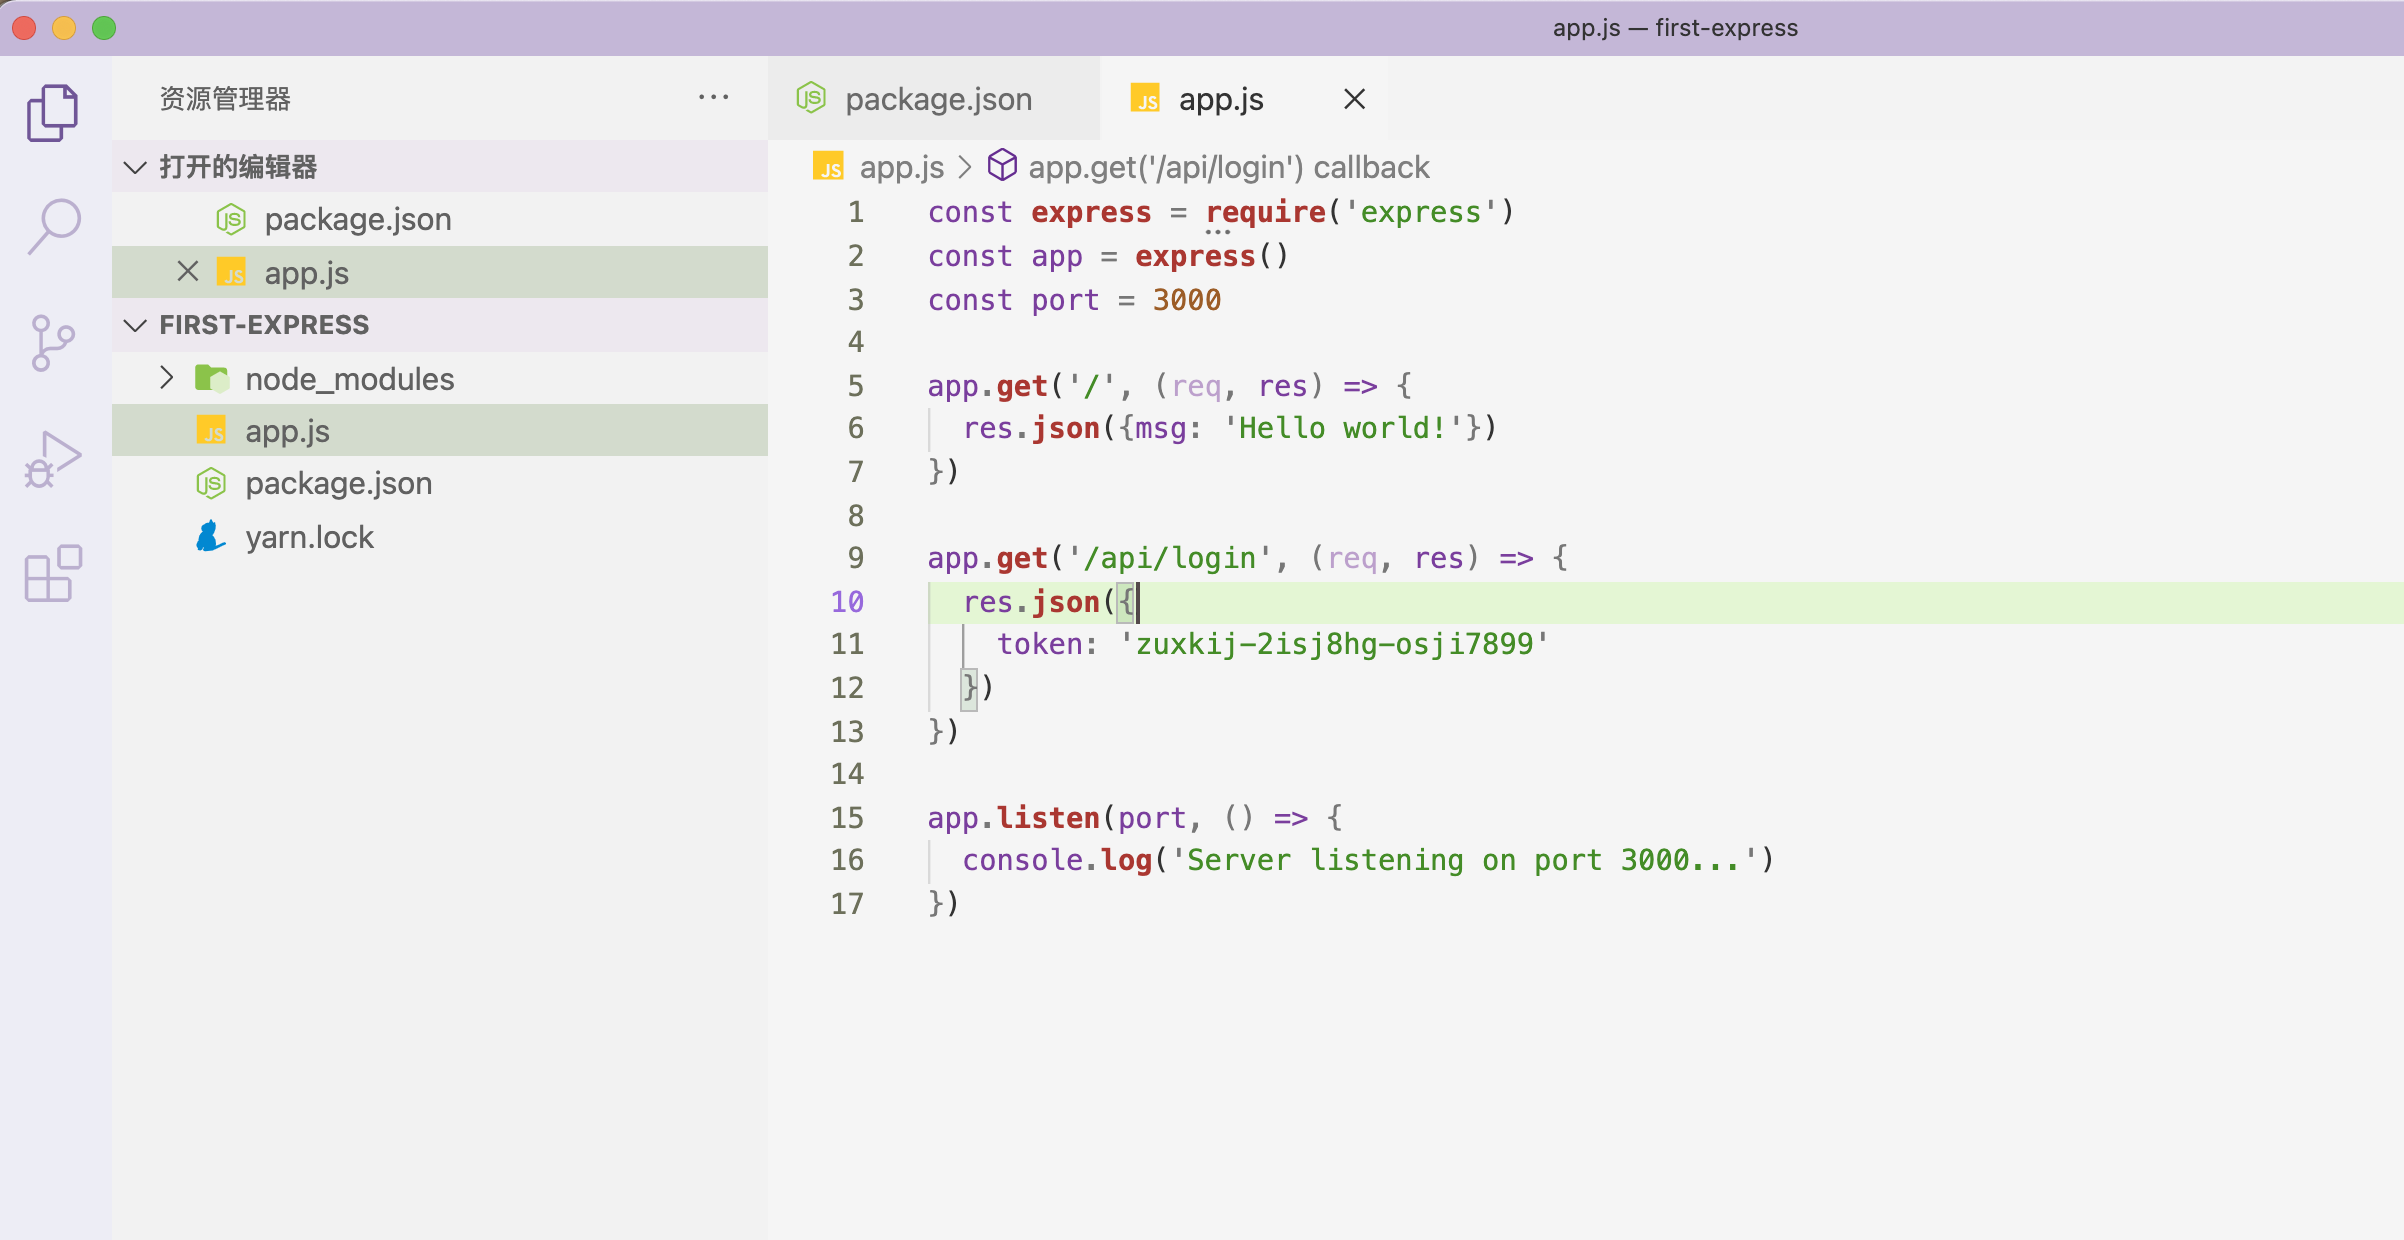 app.js — first-express
资源管理器
打开的编辑器
package.json
app.js
FIRST-EXPRESS
node_modules
app.js
package.json
yarn.lock
package.json
app.js
app.js > app.get('/api/login') callback
1 const express = require('express')
2 const app = express()
3 const port = 3000
4
5 app.get('/', (req, res) => {
6   res.json({msg: 'Hello world!'})
7 })
8
9 app.get('/api/login', (req, res) => {
10   res.json({
11     token: 'zuxkij-2isj8hg-osji7899'
12   })
13 })
14
15 app.listen(port, () => {
16   console.log('Server listening on port 3000...')
17 })